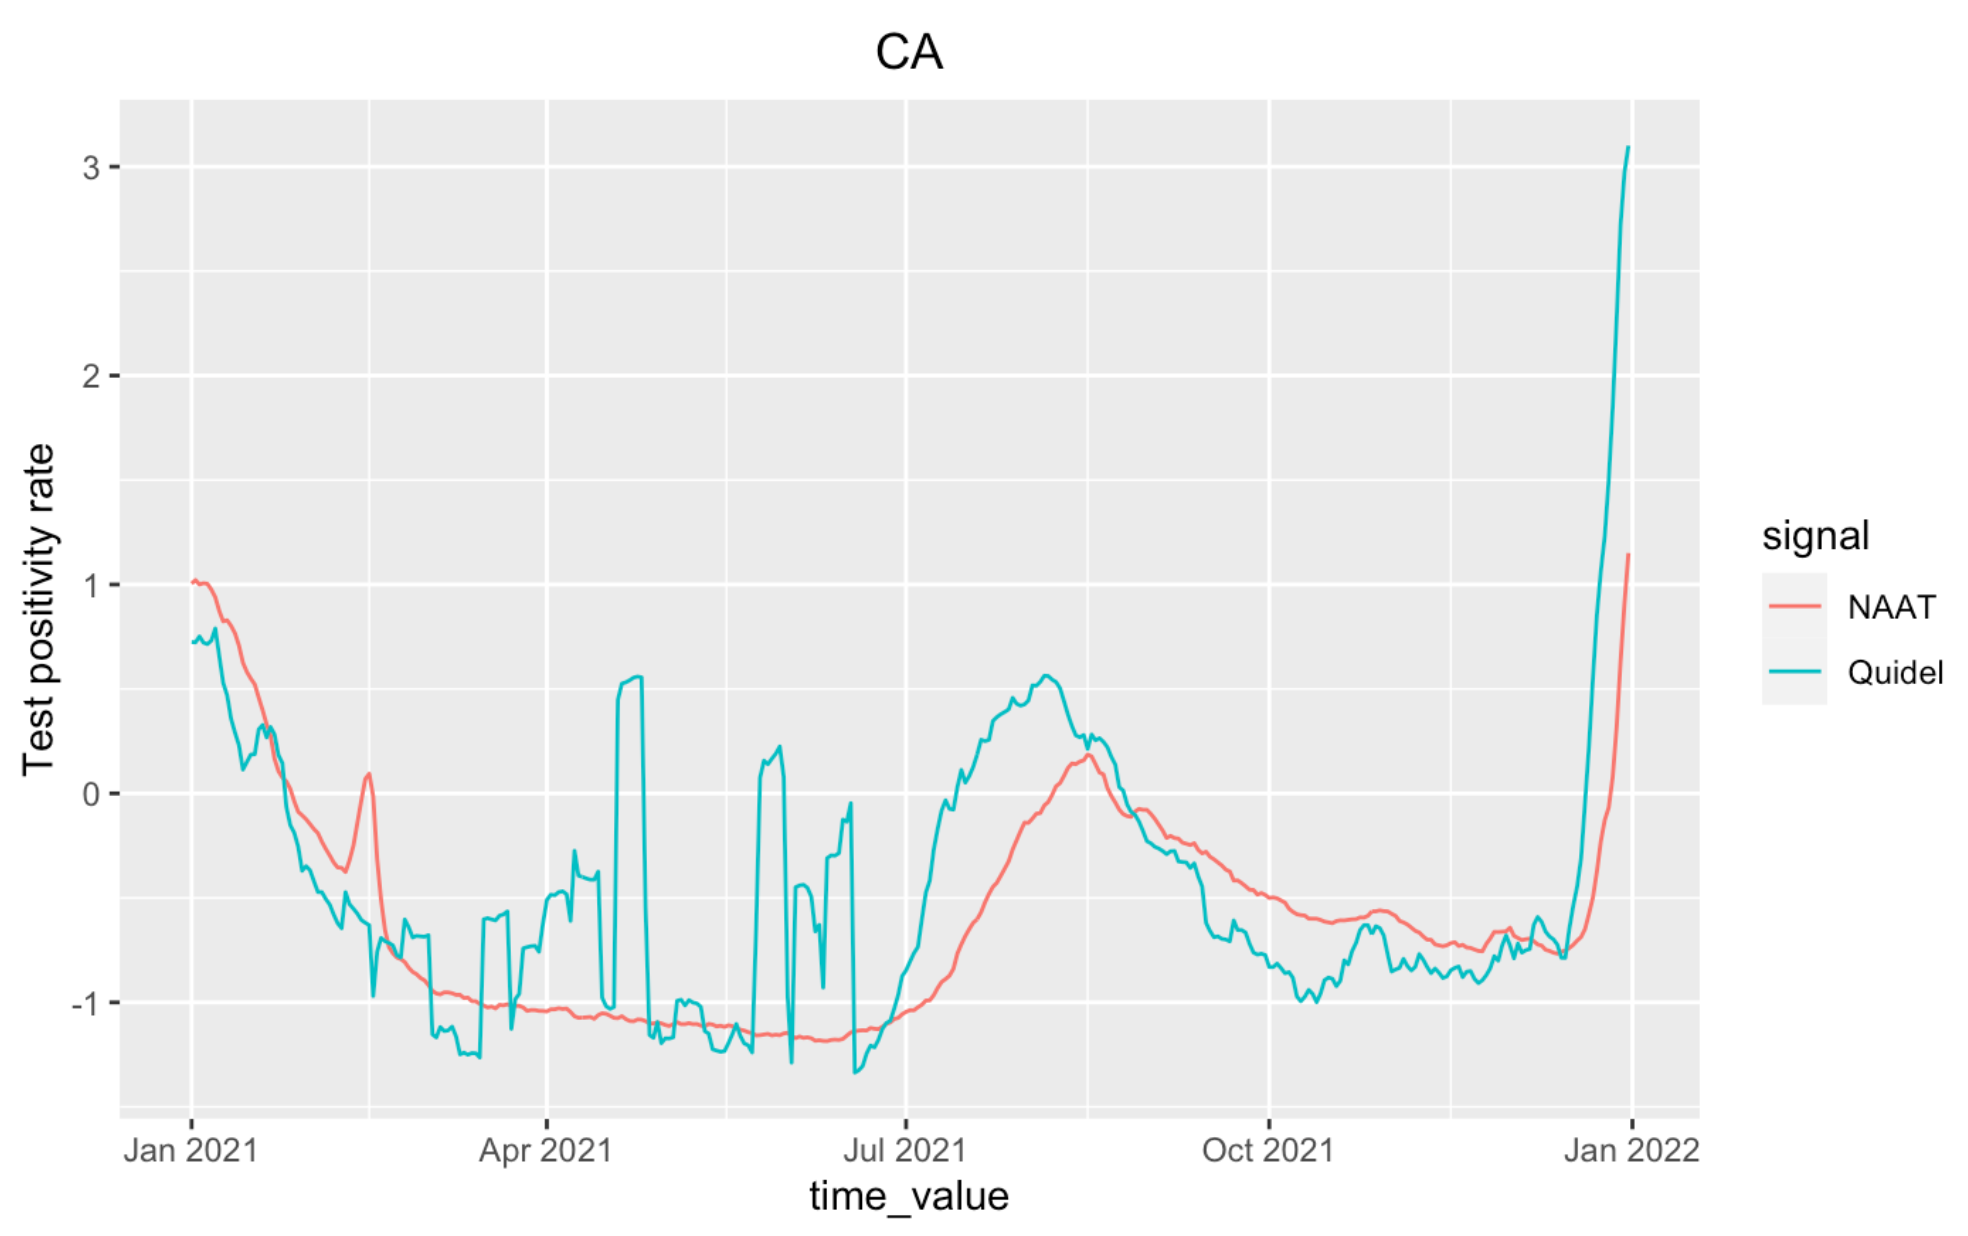 CA
Test positivity rate
3
2
1
0
-1
Jan 2021
Apr 2021
Jul 2021
Oct 2021
Jan 2022
time_value
signal
NAAT
Quidel